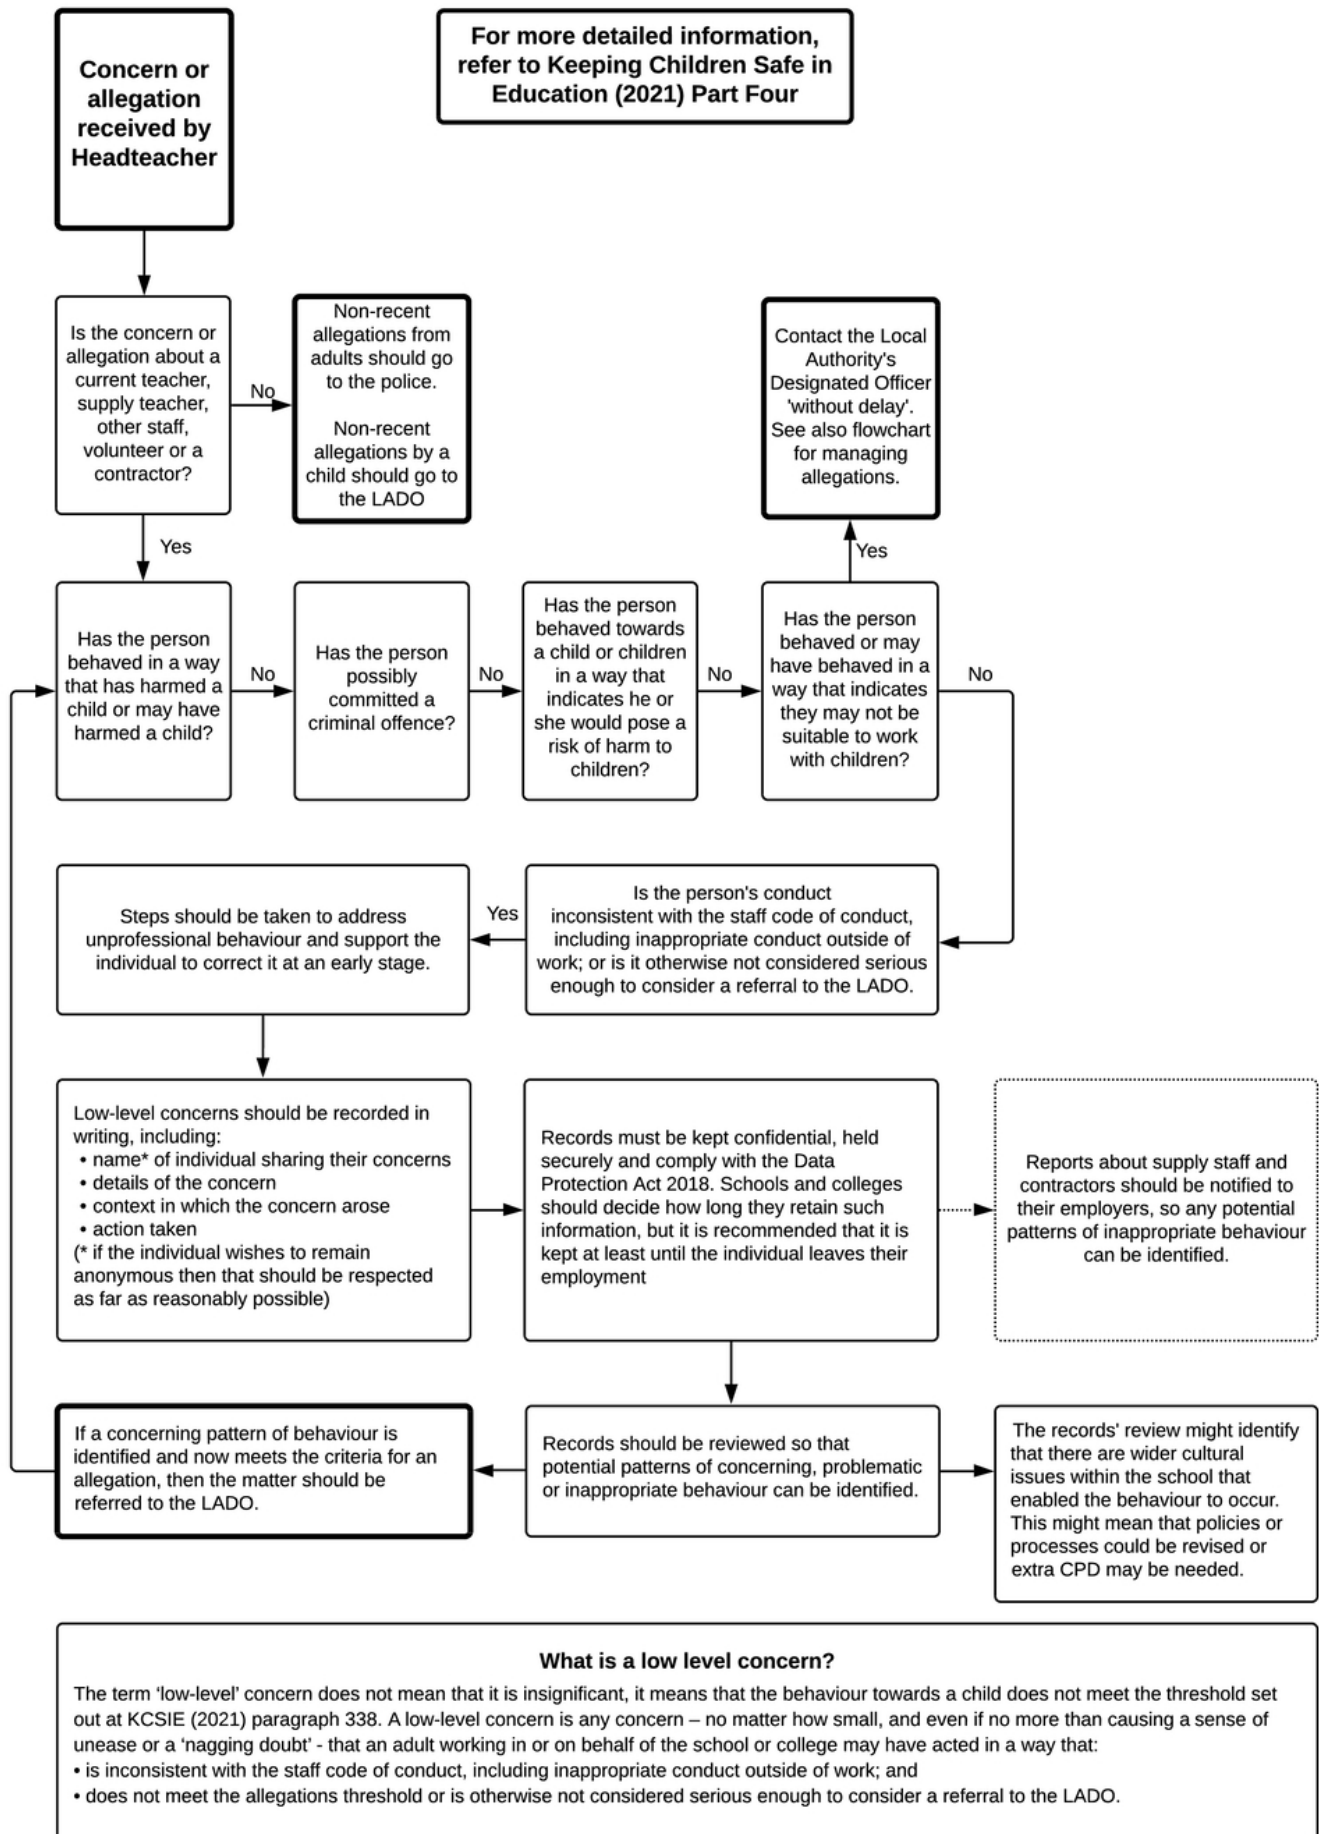 Concern or
allegation
received by
Headteacher
For more detailed information,
refer to Keeping Children Safe in
Education (2021) Part Four
Is the concern or
allegation about a
current teacher,
supply teacher,
other staff,
volunteer or a
contractor?
No
Non-recent
allegations from
adults should go
to the police.
Non-recent
allegations by a
child should go to
the LADO
Contact the Local
Authority's
Designated Officer
'without delay'.
See also flowchart
for managing
allegations.
Yes
Yes
Has the person
behaved in a way
that has harmed a
child or may have
harmed a child?
No
Has the person
possibly
committed a
criminal offence?
No
Has the person
behaved towards
a child or children
in a way that
indicates he or
she would pose a
risk of harm to
children?
No
Has the person
behaved or may
have behaved in a
way that indicates
they may not be
suitable to work
with children?
No
Steps should be taken to address
unprofessional behaviour and support the
individual to correct it at an early stage.
Yes
Is the person's conduct
inconsistent with the staff code of conduct,
including inappropriate conduct outside of
work; or is it otherwise not considered serious
enough to consider a referral to the LADO.
Low-level concerns should be recorded in
writing, including:
• name* of individual sharing their concerns
• details of the concern
• context in which the concern arose
• action taken
(* if the individual wishes to remain
anonymous then that should be respected
as far as reasonably possible)
Records must be kept confidential, held
securely and comply with the Data
Protection Act 2018. Schools and colleges
should decide how long they retain such
information, but it is recommended that it is
kept at least until the individual leaves their
employment
Reports about supply staff and
contractors should be notified to
their employers, so any potential
patterns of inappropriate behaviour
can be identified.
If a concerning pattern of behaviour is
identified and now meets the criteria for an
allegation, then the matter should be
referred to the LADO.
Records should be reviewed so that
potential patterns of concerning, problematic
or inappropriate behaviour can be identified.
The records' review might identify
that there are wider cultural
issues within the school that
enabled the behaviour to occur.
This might mean that policies or
processes could be revised or
extra CPD may be needed.
What is a low level concern?
The term ‘low-level’ concern does not mean that it is insignificant, it means that the behaviour towards a child does not meet the threshold set
out at KCSIE (2021) paragraph 338. A low-level concern is any concern – no matter how small, and even if no more than causing a sense of
unease or a ‘nagging doubt’ - that an adult working in or on behalf of the school or college may have acted in a way that:
• is inconsistent with the staff code of conduct, including inappropriate conduct outside of work; and
• does not meet the allegations threshold or is otherwise not considered serious enough to consider a referral to the LADO.